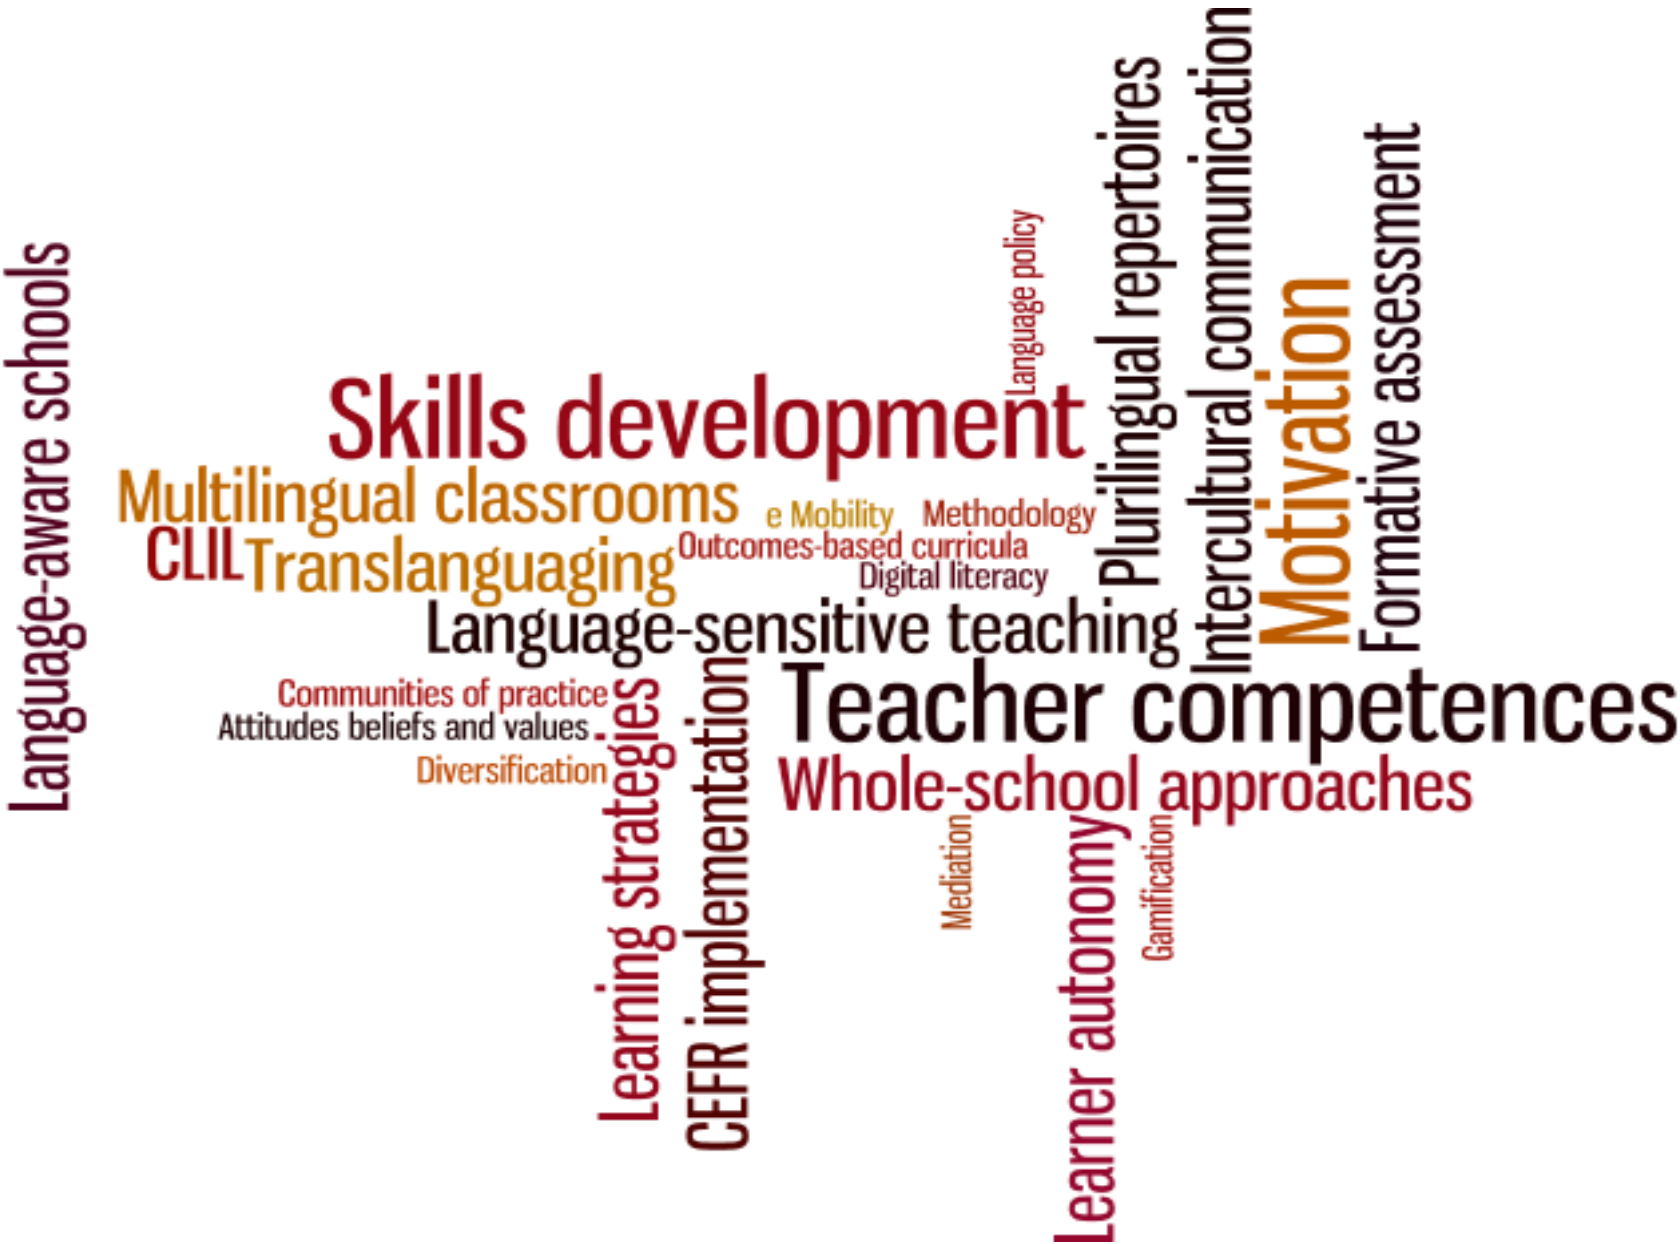 Language-aware schools
Language policy
Plurilingual repertoires
Intercultural communication
Motivation
Formative assessment
Skills development
Multilingual classrooms
e Mobility
Methodology
CLIL
Translanguaging
Outcomes-based curricula
Digital literacy
Language-sensitive teaching
Communities of practice
Attitudes beliefs and values
Diversification
Learning strategies
CEFR implementation
Teacher competences
Whole-school approaches
Mediation
Learner autonomy
Gamification